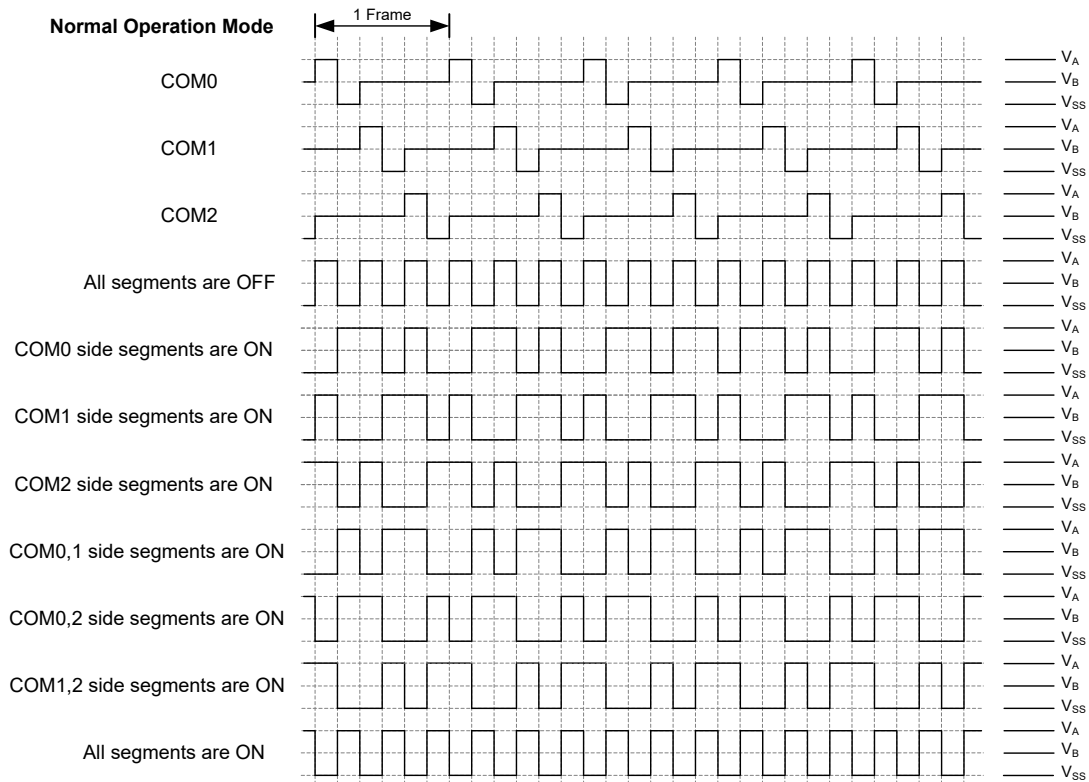 Normal Operation Mode
1 Frame
COM0
VA
VB
VSS
COM1
VA
VB
VSS
COM2
VA
VB
VSS
All segments are OFF
VA
VB
VSS
COM0 side segments are ON
VA
VB
VSS
COM1 side segments are ON
VA
VB
VSS
COM2 side segments are ON
VA
VB
VSS
COM0,1 side segments are ON
VA
VB
VSS
COM0,2 side segments are ON
VA
VB
VSS
COM1,2 side segments are ON
VA
VB
VSS
All segments are ON
VA
VB
VSS